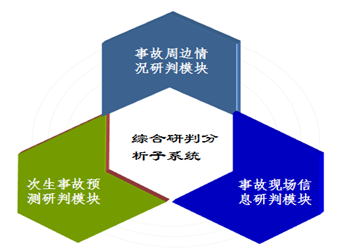 事故周边情
况研判模块
综合研判分
析子系统
次生事故预
测研判模块
事故现场信
息研判模块